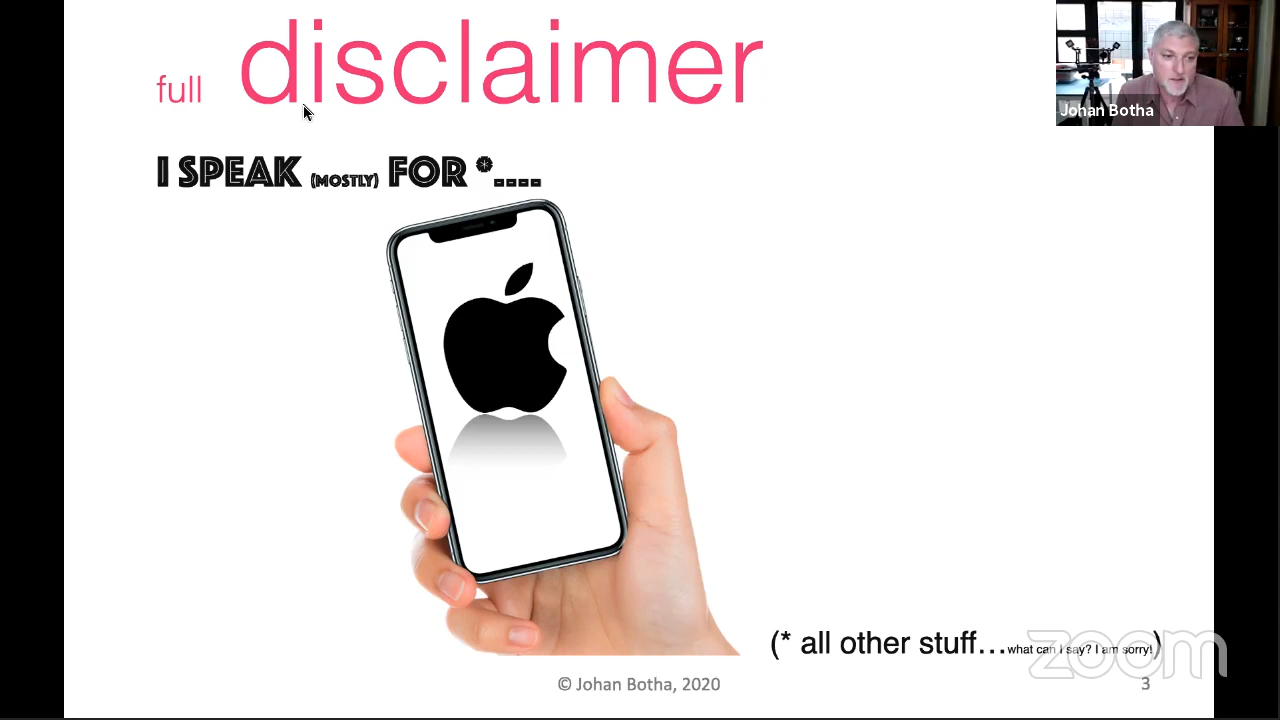 full disclaimer
Johan Botha
I SPEAK (MOSTLY) FOR *....
(* all other stuff...what can I say? I am sorry!)
zoom
© Johan Botha, 2020
3